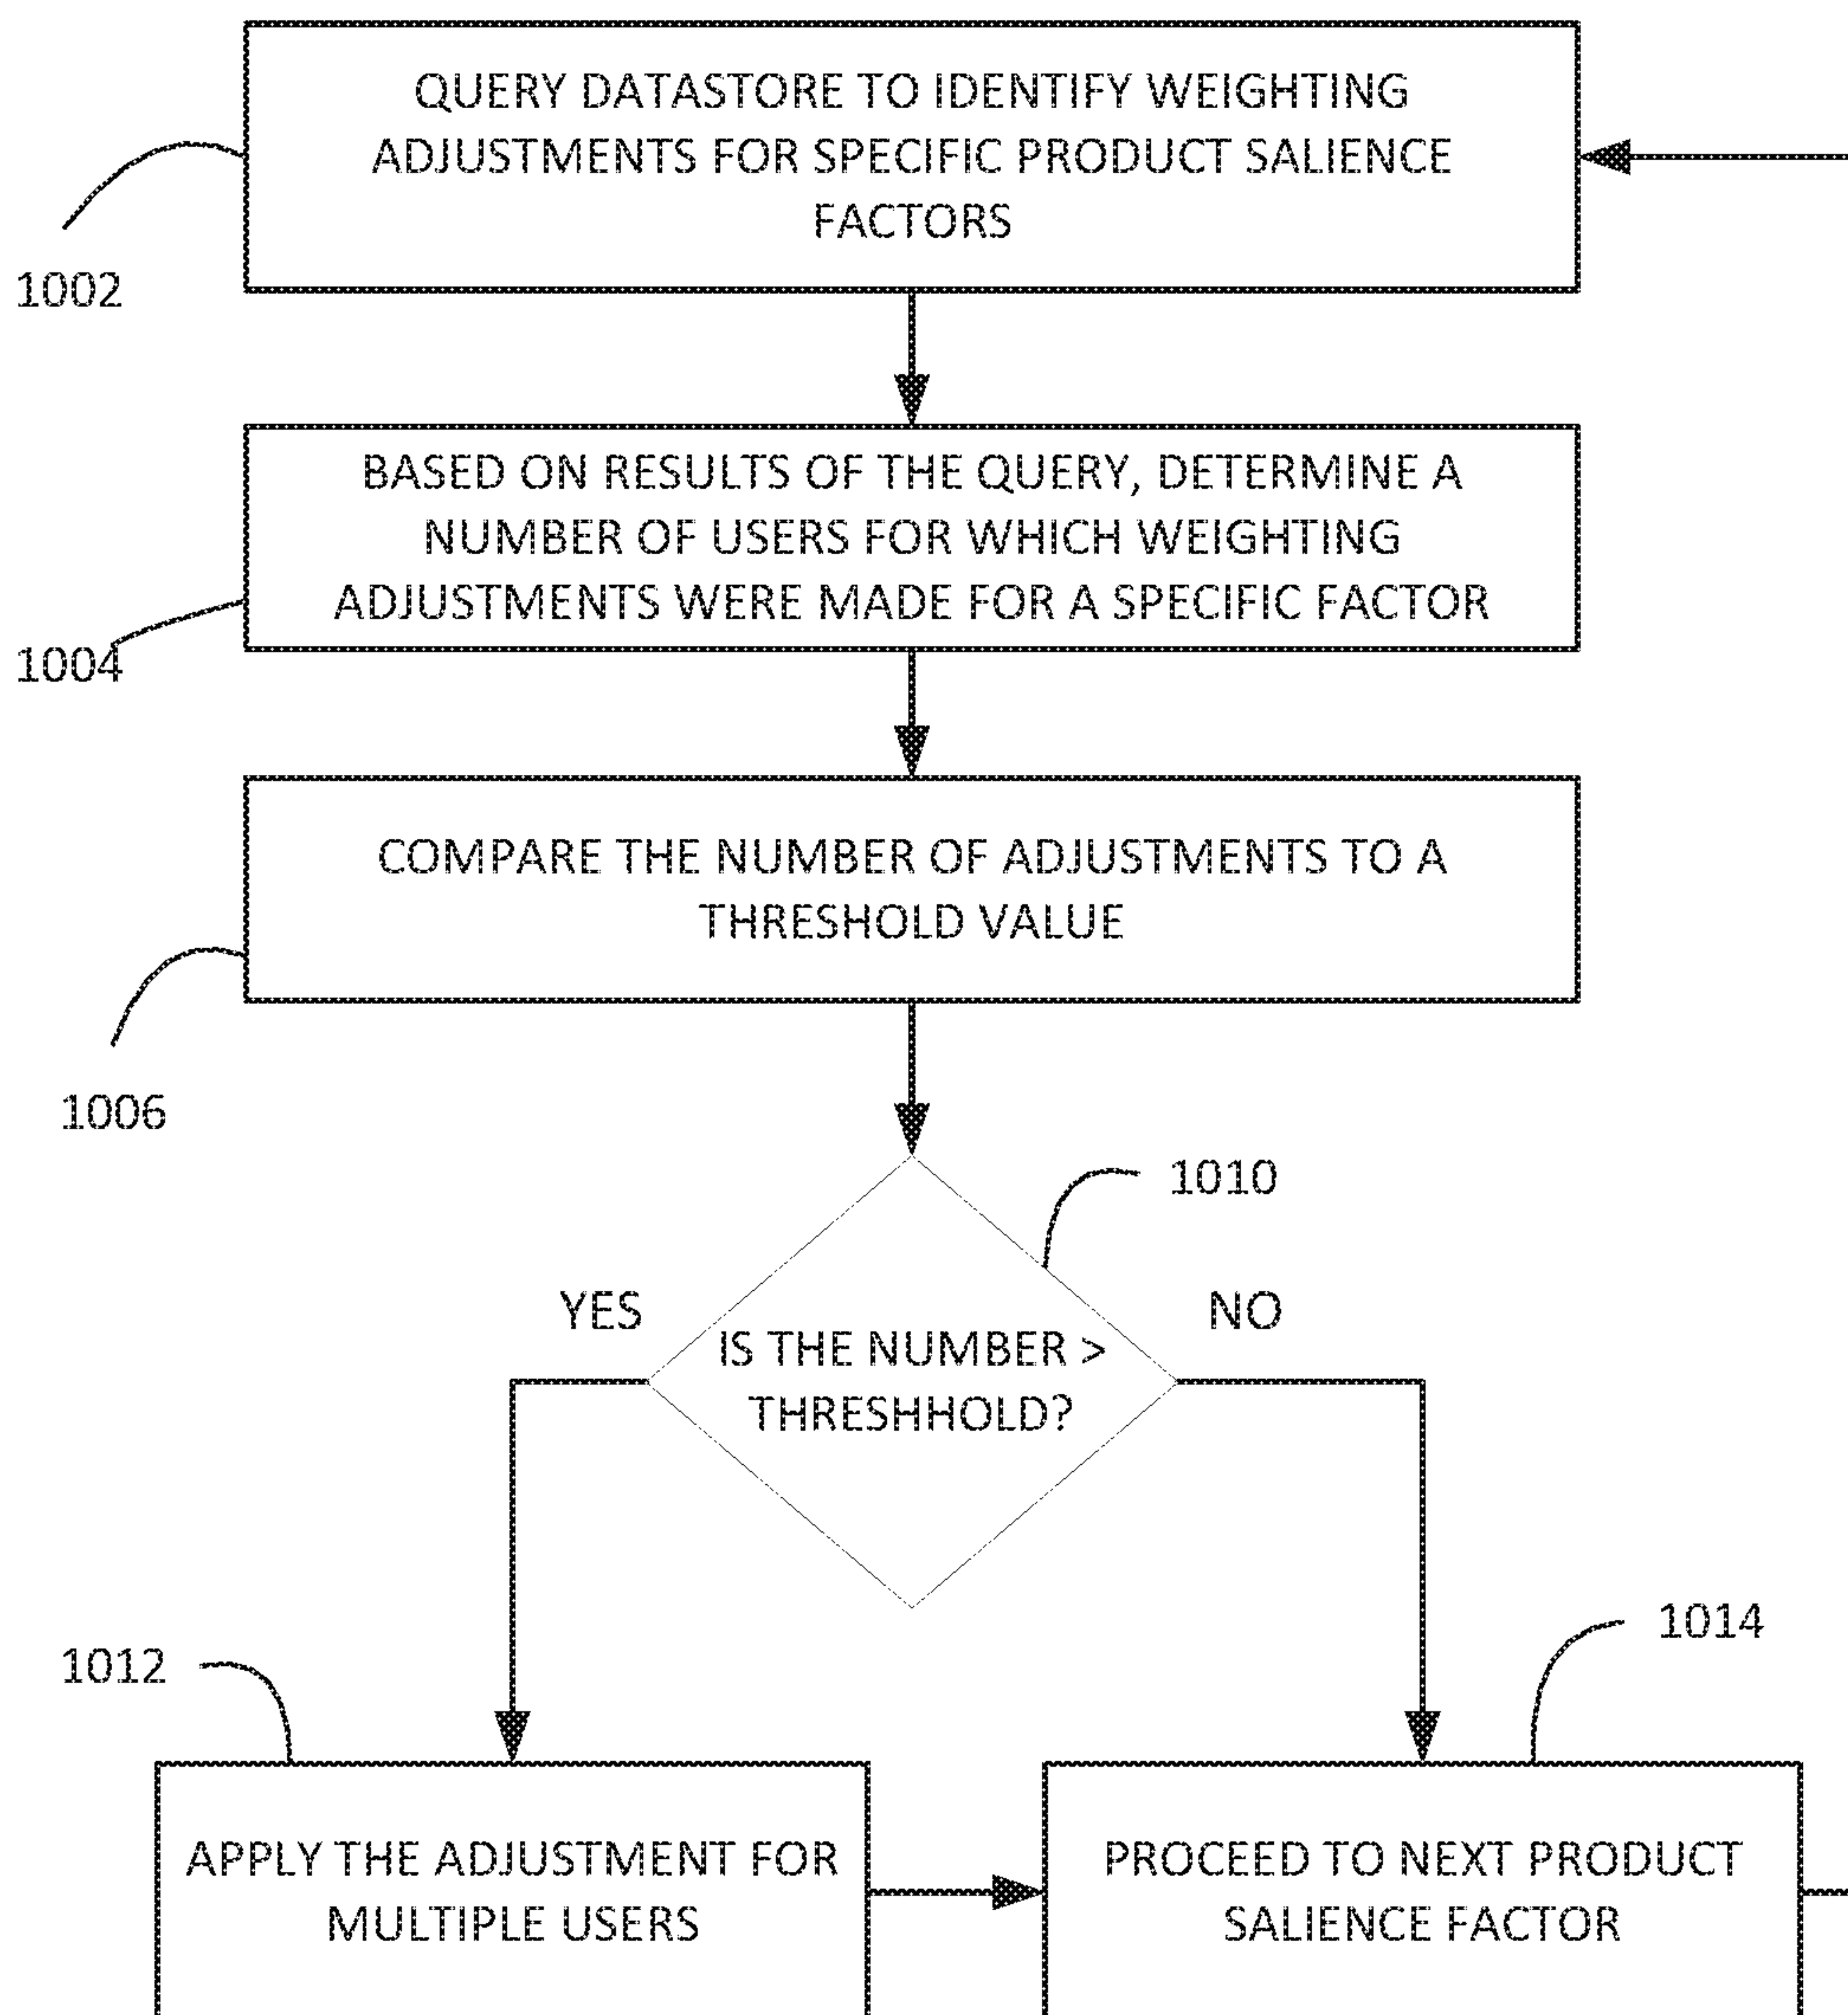 QUERY DATASTORE TO IDENTIFY WEIGHTING
ADJUSTMENTS FOR SPECIFIC PRODUCT SALIENCE
FACTORS
1002
BASED ON RESULTS OF THE QUERY, DETERMINE A
NUMBER OF USERS FOR WHICH WEIGHTING
ADJUSTMENTS WERE MADE FOR A SPECIFIC FACTOR
1004
COMPARE THE NUMBER OF ADJUSTMENTS TO A
THRESHOLD VALUE
1006
1010
YES
NO
IS THE NUMBER >
THRESHHOLD?
1012
1014
APPLY THE ADJUSTMENT FOR
MULTIPLE USERS
PROCEED TO NEXT PRODUCT
SALIENCE FACTOR